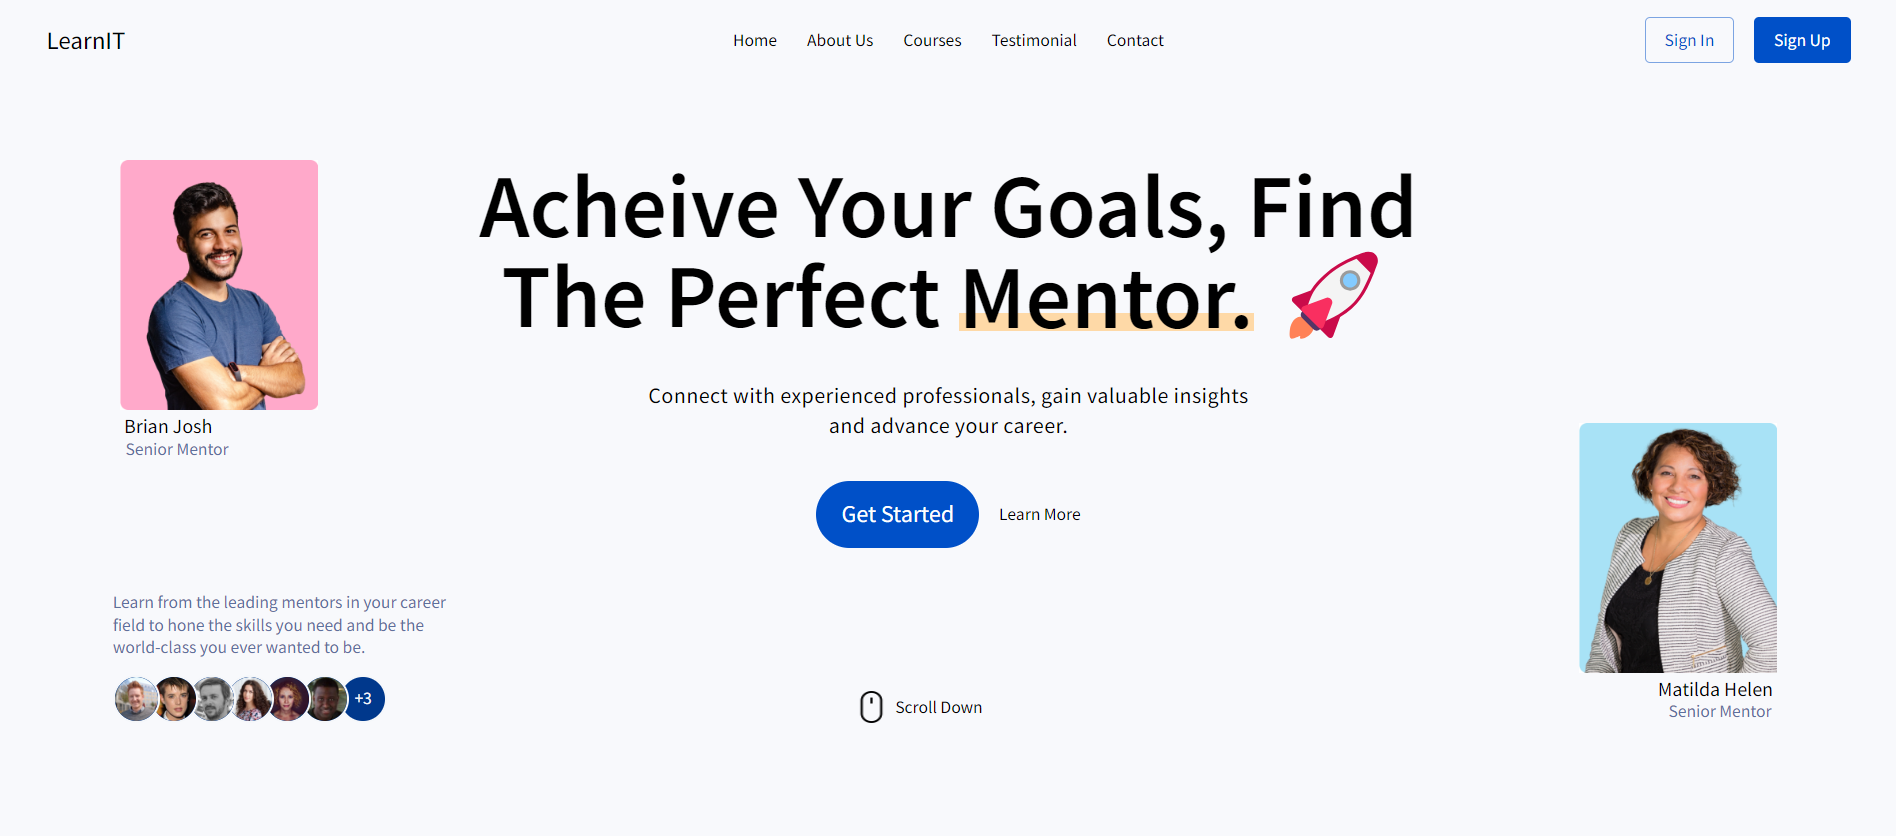 LearnIT
Home
About Us
Courses
Testimonial
Contact
Sign In
Sign Up
Acheive Your Goals, Find
The Perfect Mentor.
Connect with experienced professionals, gain valuable insights
and advance your career.
Get Started
Learn More
Brian Josh
Senior Mentor
Learn from the leading mentors in your career
field to hone the skills you need and be the
world-class you ever wanted to be.
+3
Scroll Down
Matilda Helen
Senior Mentor